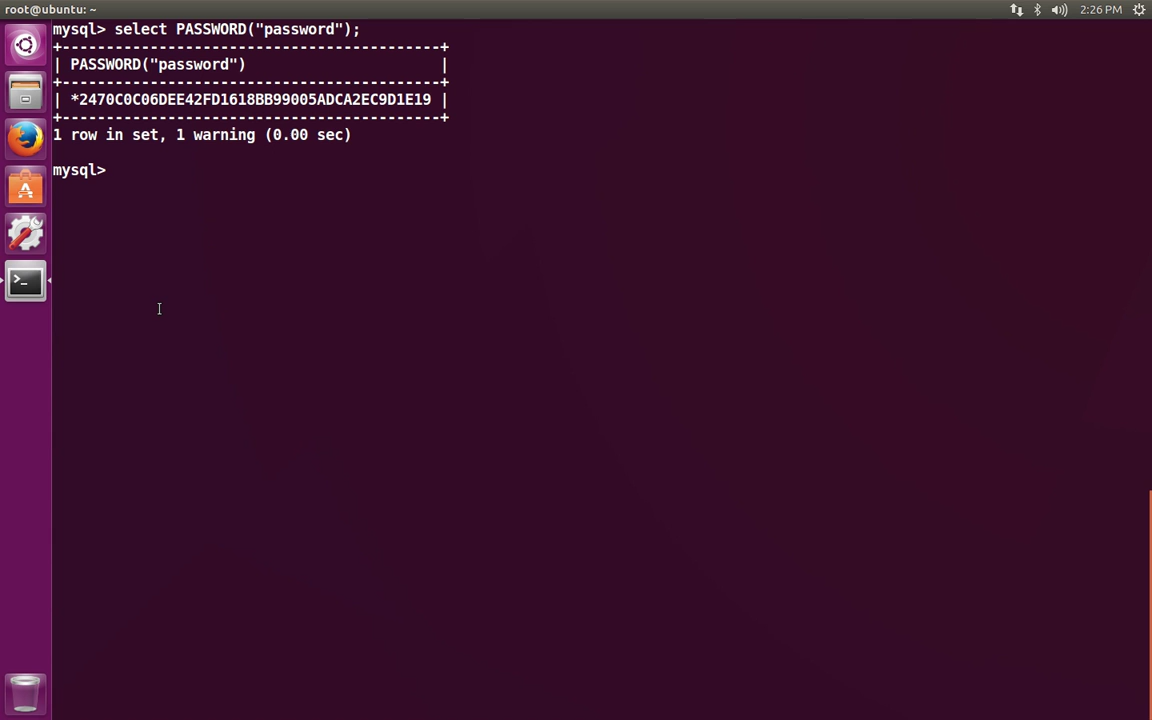 root@ubuntu: ~
2:26 PM
mysql> select PASSWORD("password");
+-------------------------------------------+
| PASSWORD("password")                      |
+-------------------------------------------+
| *2470C0C06DEE42FD1618BB99005ADCA2EC9D1E19 |
+-------------------------------------------+
1 row in set, 1 warning (0.00 sec)
mysql>